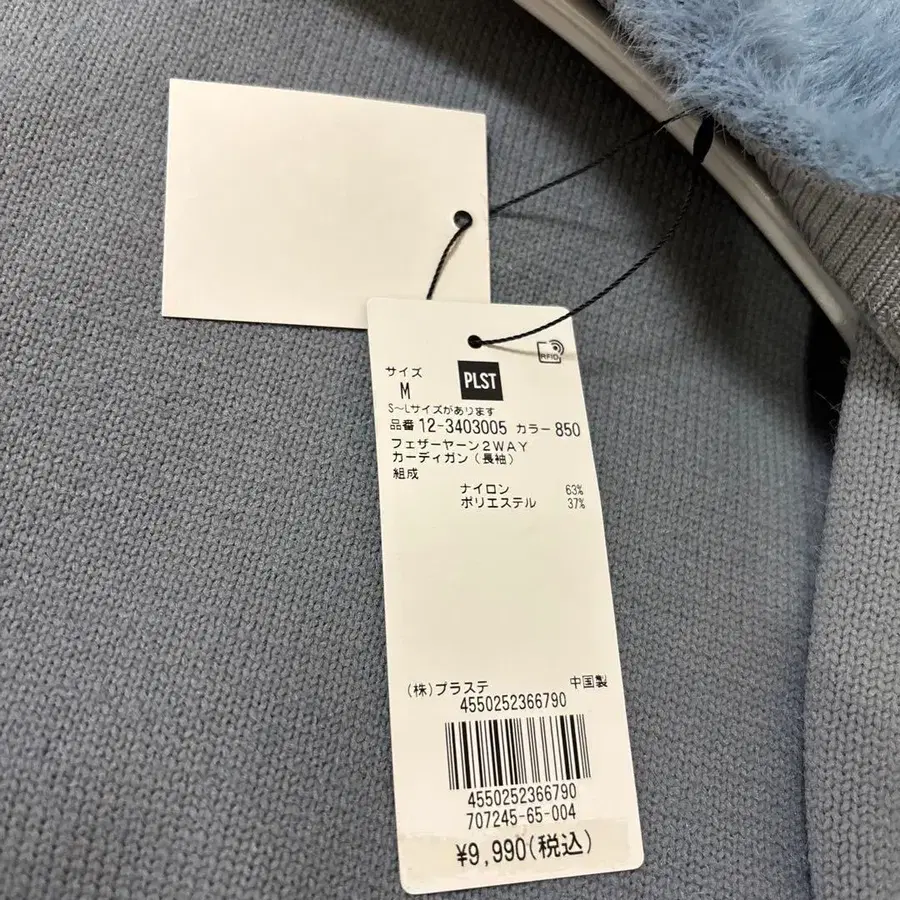 RFID
サイズ
M
PLST
S〜Lサイズがあります
品番 12-3403005 カラー 850
フェザーヤーン2WAY
カーディガン(長袖)
組成
ナイロン 63%
ポリエステル 37%
(株)プラステ 中国製
4550252366790
4550252366790
707245-65-004
¥9,990(税込)